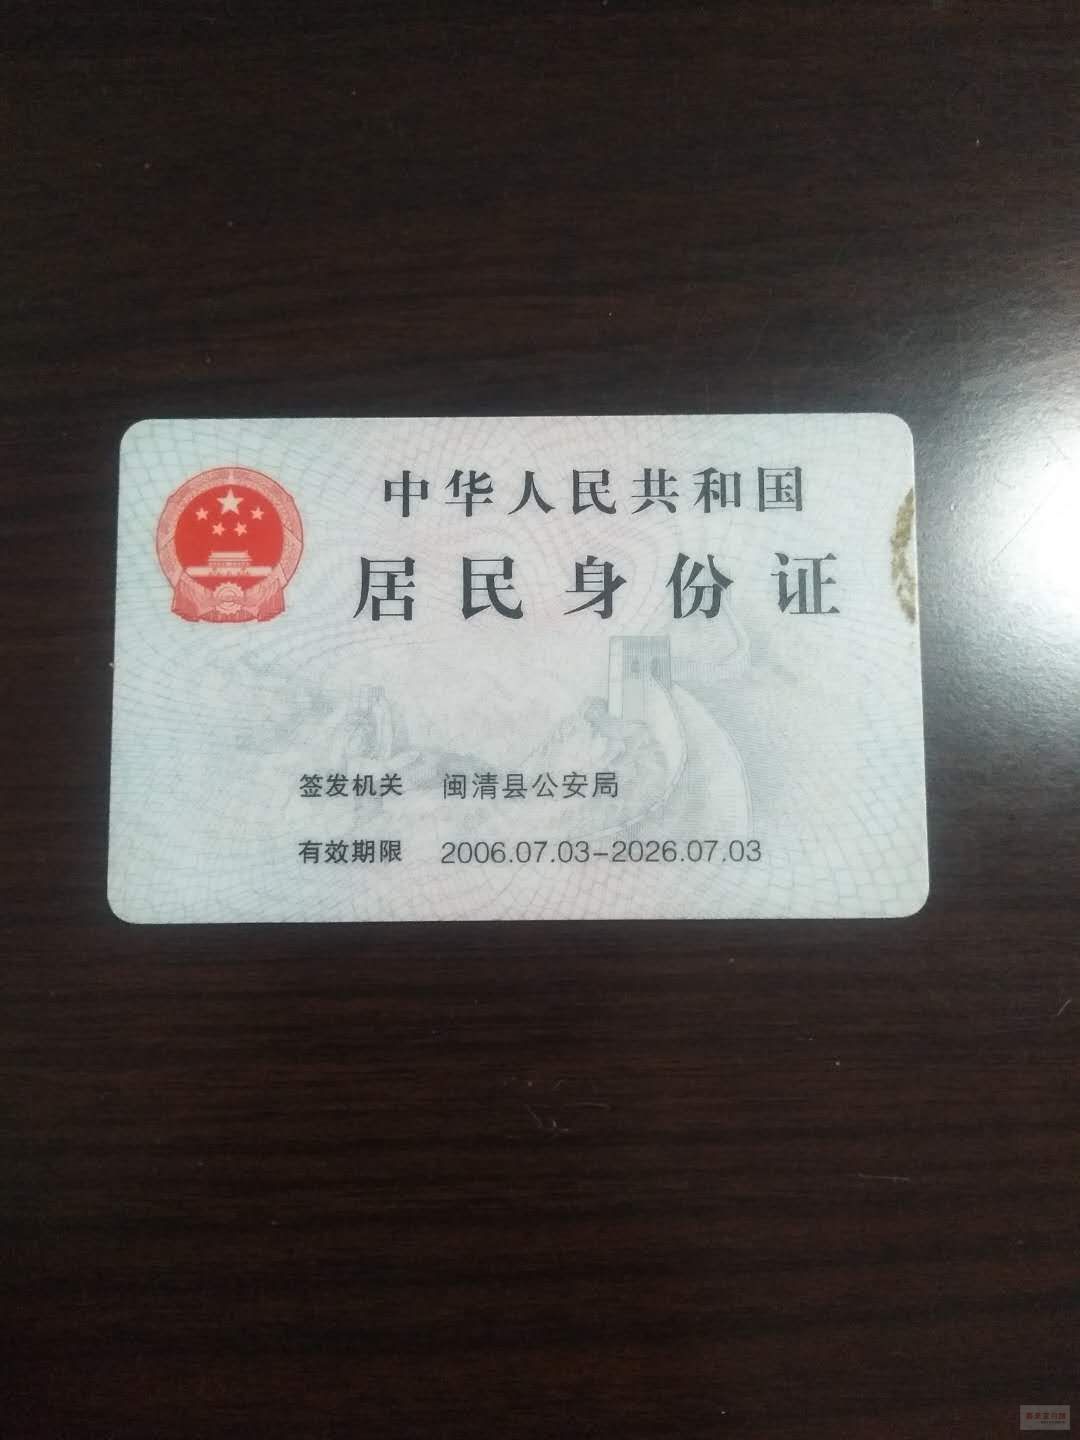 中华人民共和国
居民身份证
签发机关 闽清县公安局
有效期限 2006.07.03-2026.07.03